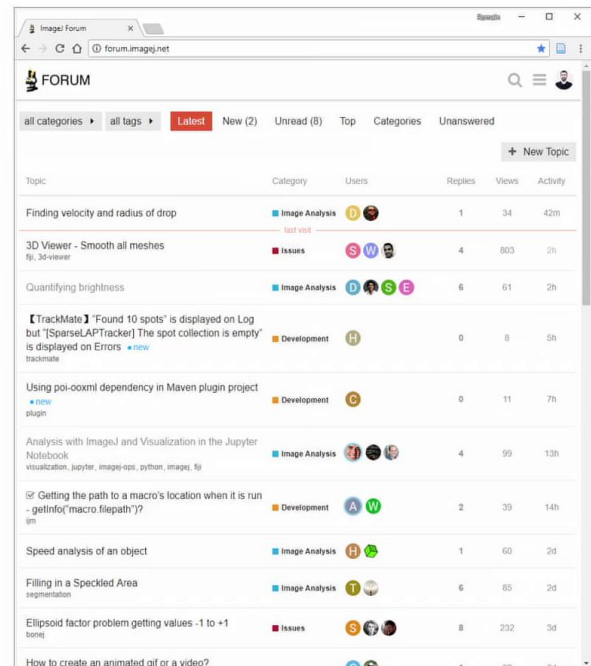 ImageJ Forum
forum.imagej.net
FORUM
all categories
all tags
Latest
New (2)
Unread (8)
Top
Categories
Unanswered
+ New Topic
Topic Category Users Replies Views Activity
Finding velocity and radius of drop Image Analysis D 1 34 42m
last visit
3D Viewer - Smooth all meshes Issues S W 4 803 2h
fiji, 3d-viewer
Quantifying brightness Image Analysis D S E 6 61 2h
【TrackMate】"Found 10 spots" is displayed on Log
but "[SparseLAPTracker] The spot collection is empty"
is displayed on Errors • new Development H 0 8 5h
trackmate
Using poi-ooxml dependency in Maven plugin project
• new Development C 0 11 7h
plugin
Analysis with ImageJ and Visualization in the Jupyter
Notebook Image Analysis 4 99 13h
visualization, jupyter, imagej-ops, python, imagej, fiji
Getting the path to a macro's location when it is run
- getInfo("macro.filepath")? Development A W 2 39 14h
ijm
Speed analysis of an object Image Analysis H 1 60 2d
Filling in a Speckled Area Image Analysis T 6 85 2d
segmentation
Ellipsoid factor problem getting values -1 to +1 Issues S 8 232 3d
bonej
How to create an animated gif or a video?